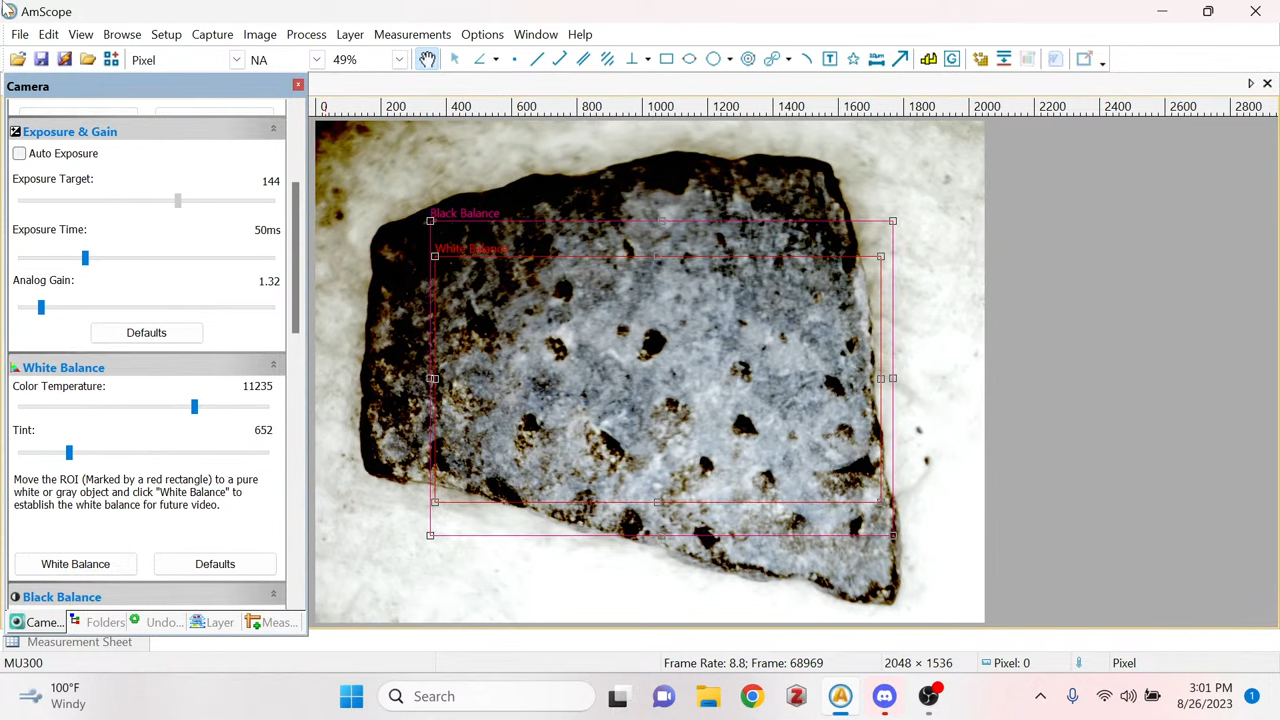 AmScope
File Edit View Browse Setup Capture Image Process Layer Measurements Options Window Help
Pixel NA 49%
Camera
0 200 400 600 800 1000 1200 1400 1600 1800 2000 2200 2400 2600 2800
Exposure & Gain
Auto Exposure
Exposure Target: 144
Exposure Time: 50ms
Analog Gain: 1.32
Defaults
White Balance
Color Temperature: 11235
Tint: 652
Move the ROI (Marked by a red rectangle) to a pure
white or gray object and click "White Balance" to
establish the white balance for future video.
White Balance Defaults
Black Balance
Black Balance
White Balance
Came... Folders Undo... Layer Meas...
Measurement Sheet
MU300 Frame Rate: 8.8; Frame: 68969 2048 × 1536 Pixel: 0 Pixel
100°F
Windy
Search
3:01 PM
8/26/2023
1